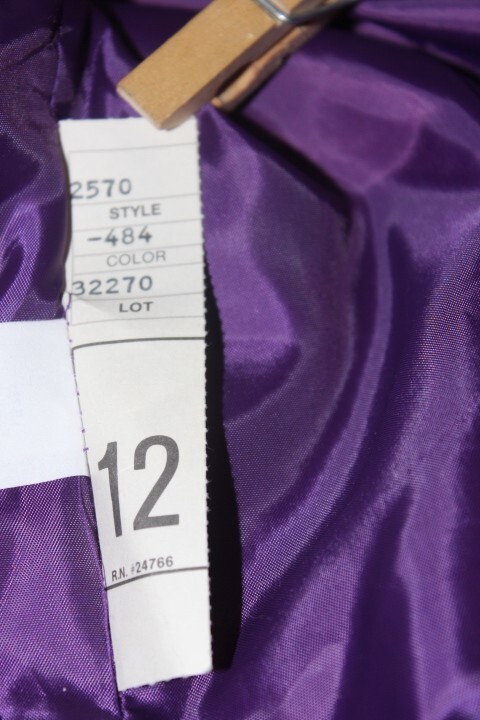 2570
STYLE
-484
COLOR
32270
LOT
12
R.N. #24766